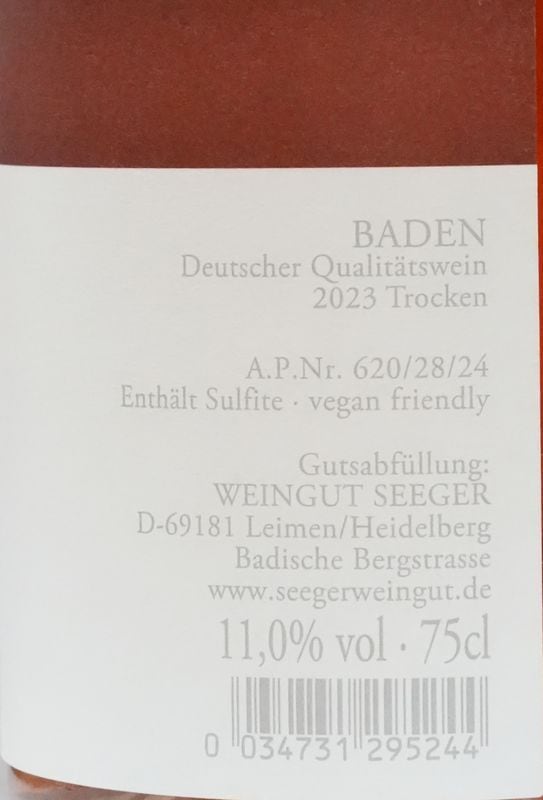 BADEN
Deutscher Qualitätswein
2023 Trocken
A.P.Nr. 620/28/24
Enthält Sulfite · vegan friendly
Gutsabfüllung:
WEINGUT SEEGER
D-69181 Leimen/Heidelberg
Badische Bergstrasse
www.seegerweingut.de
11,0% vol · 75cl
0 034731 295244